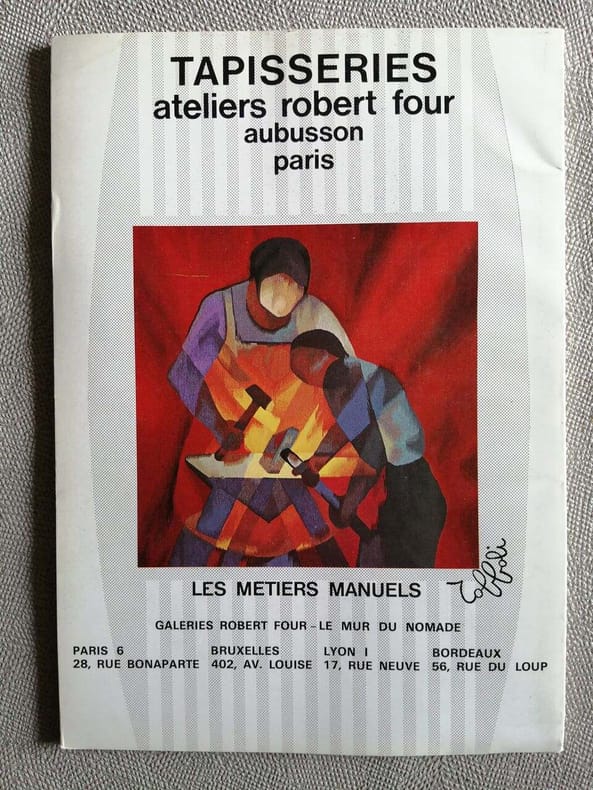 TAPISSERIES
ateliers robert four
aubusson
paris
LES METIERS MANUELS
Toffoli
GALERIES ROBERT FOUR – LE MUR DU NOMADE
PARIS 6 BRUXELLES LYON I BORDEAUX
28, RUE BONAPARTE 402, AV. LOUISE 17, RUE NEUVE 56, RUE DU LOUP